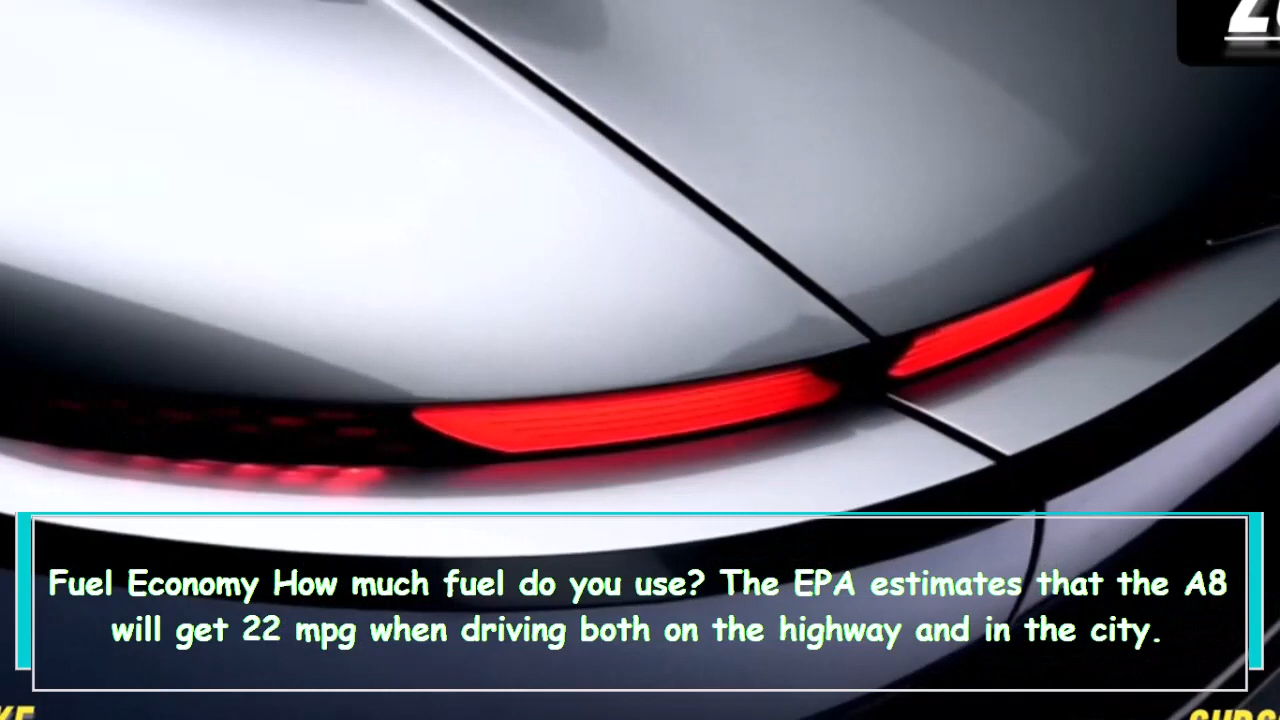 Fuel Economy How much fuel do you use? The EPA estimates that the A8
will get 22 mpg when driving both on the highway and in the city.